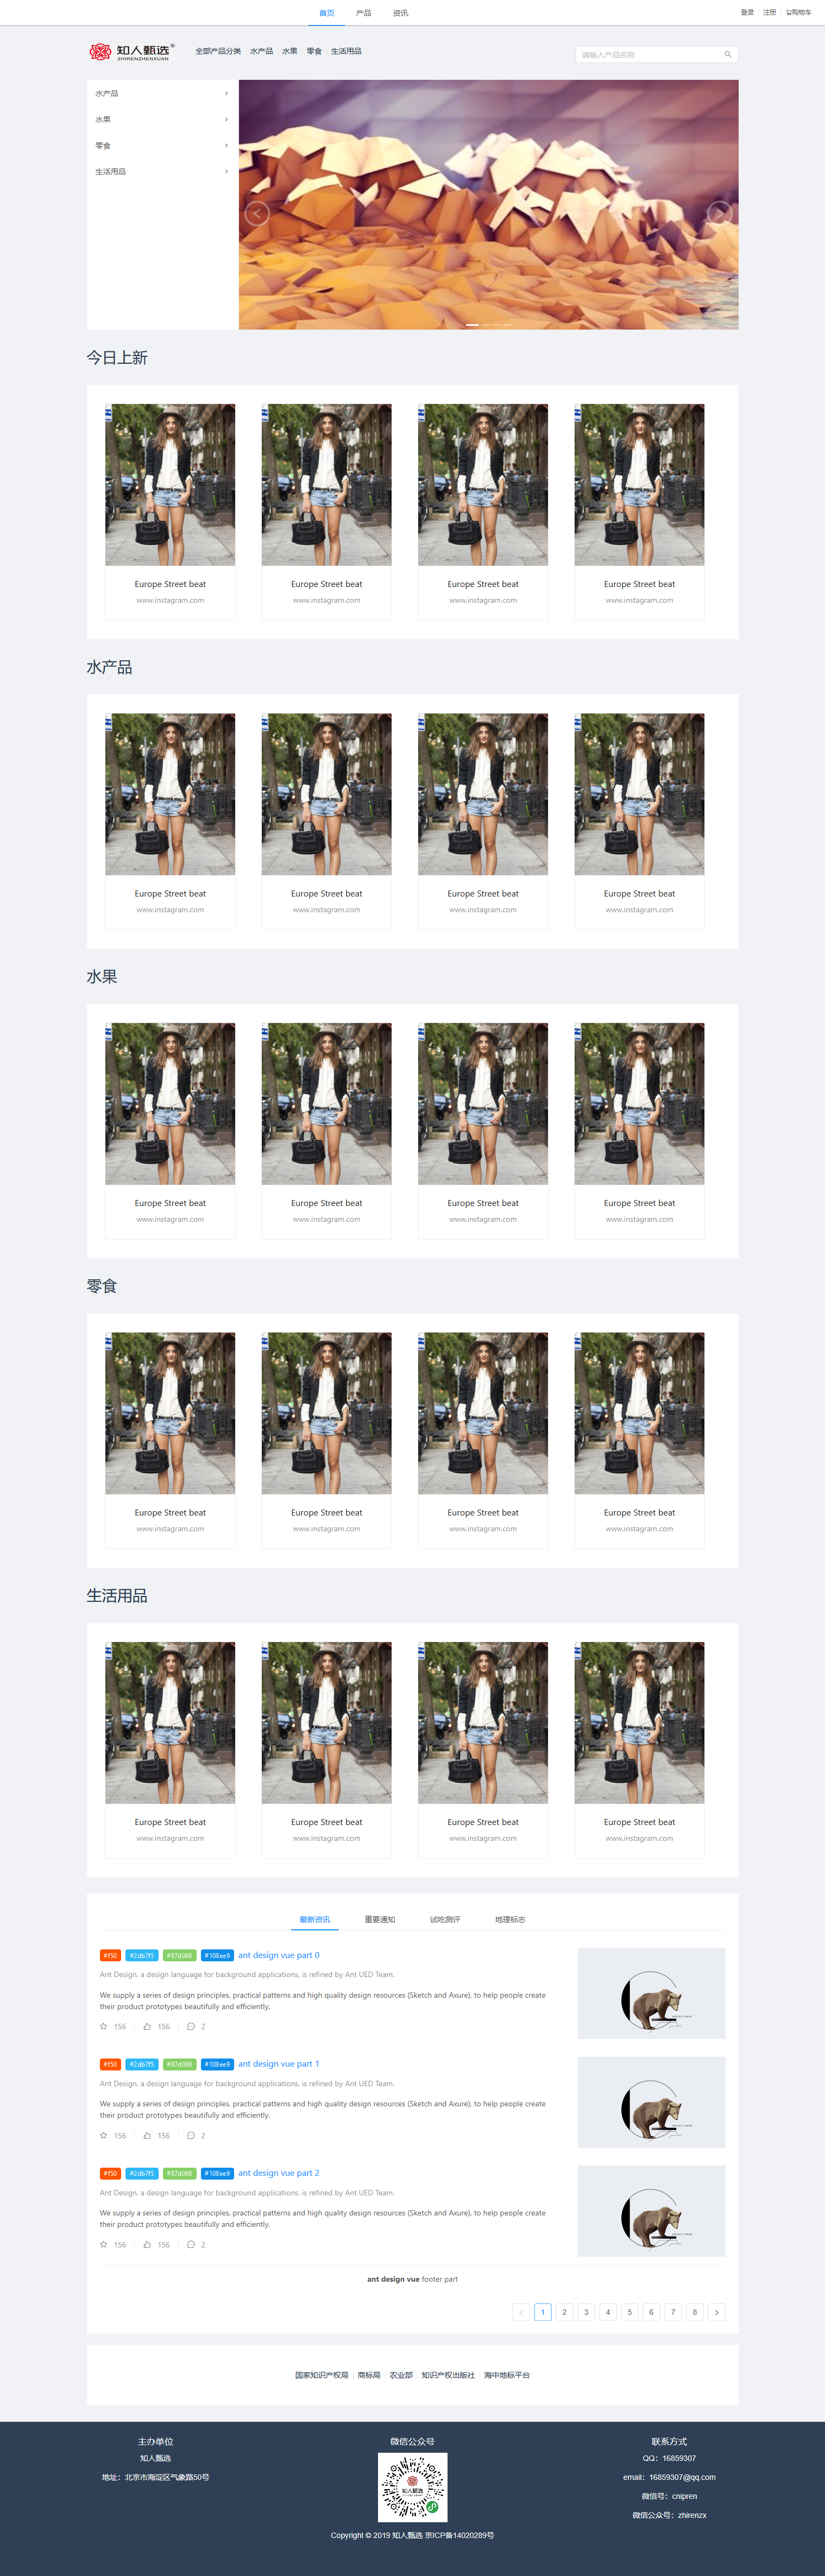 首页 产品 资讯 登录 注册 购物车
知人甄选®
ZHIRENZHENXUAN
全部产品分类 水产品 水果 零食 生活用品
请输入产品名称
水产品
水果
零食
生活用品
今日上新
Europe Street beat Europe Street beat Europe Street beat Europe Street beat
www.instagram.com www.instagram.com www.instagram.com www.instagram.com
水产品
Europe Street beat Europe Street beat Europe Street beat Europe Street beat
www.instagram.com www.instagram.com www.instagram.com www.instagram.com
水果
Europe Street beat Europe Street beat Europe Street beat Europe Street beat
www.instagram.com www.instagram.com www.instagram.com www.instagram.com
零食
Europe Street beat Europe Street beat Europe Street beat Europe Street beat
www.instagram.com www.instagram.com www.instagram.com www.instagram.com
生活用品
Europe Street beat Europe Street beat Europe Street beat Europe Street beat
www.instagram.com www.instagram.com www.instagram.com www.instagram.com
最新资讯 重要通知 试吃测评 地理标志
#f50 #2db7f5 #87d068 #108ee9 ant design vue part 0
Ant Design, a design language for background applications, is refined by Ant UED Team.
We supply a series of design principles, practical patterns and high quality design resources (Sketch and Axure), to help people create
their product prototypes beautifully and efficiently.
156 156 2
#f50 #2db7f5 #87d068 #108ee9 ant design vue part 1
Ant Design, a design language for background applications, is refined by Ant UED Team.
We supply a series of design principles, practical patterns and high quality design resources (Sketch and Axure), to help people create
their product prototypes beautifully and efficiently.
156 156 2
#f50 #2db7f5 #87d068 #108ee9 ant design vue part 2
Ant Design, a design language for background applications, is refined by Ant UED Team.
We supply a series of design principles, practical patterns and high quality design resources (Sketch and Axure), to help people create
their product prototypes beautifully and efficiently.
156 156 2
ant design vue footer part
1 2 3 4 5 6 7 8
国家知识产权局 商标局 农业部 知识产权出版社 海中地标平台
主办单位
知人甄选
地址：北京市海淀区气象路50号
微信公众号
知人甄选
Copyright © 2019 知人甄选 京ICP备14020289号
联系方式
QQ：16859307
email：16859307@qq.com
微信号：cnipren
微信公众号：zhirenzx